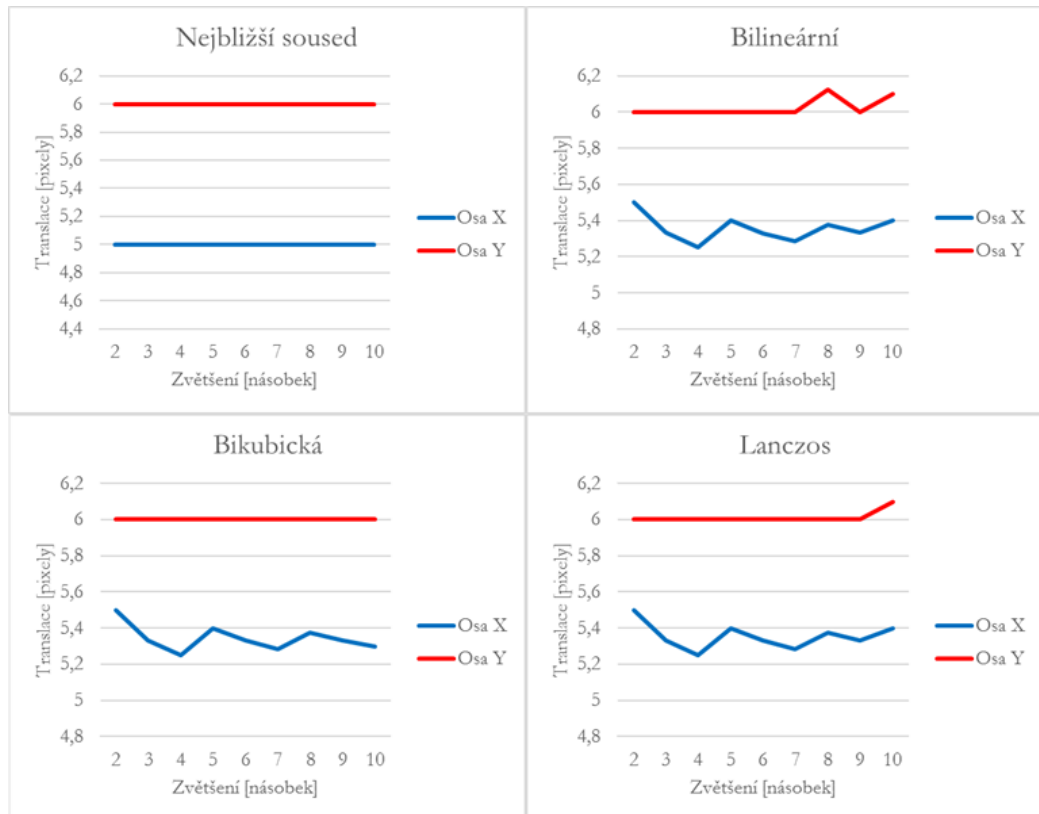 Nejbližší soused
Translace [pixely]
6,2
6
5,8
5,6
5,4
5,2
5
4,8
4,6
4,4
2 3 4 5 6 7 8 9 10
Zvětšení [násobek]
Osa X
Osa Y
Bilineární
Translace [pixely]
6,2
6
5,8
5,6
5,4
5,2
5
4,8
2 3 4 5 6 7 8 9 10
Zvětšení [násobek]
Osa X
Osa Y
Bikubická
Translace [pixely]
6,2
6
5,8
5,6
5,4
5,2
5
4,8
2 3 4 5 6 7 8 9 10
Zvětšení [násobek]
Osa X
Osa Y
Lanczos
Translace [pixely]
6,2
6
5,8
5,6
5,4
5,2
5
4,8
2 3 4 5 6 7 8 9 10
Zvětšení [násobek]
Osa X
Osa Y